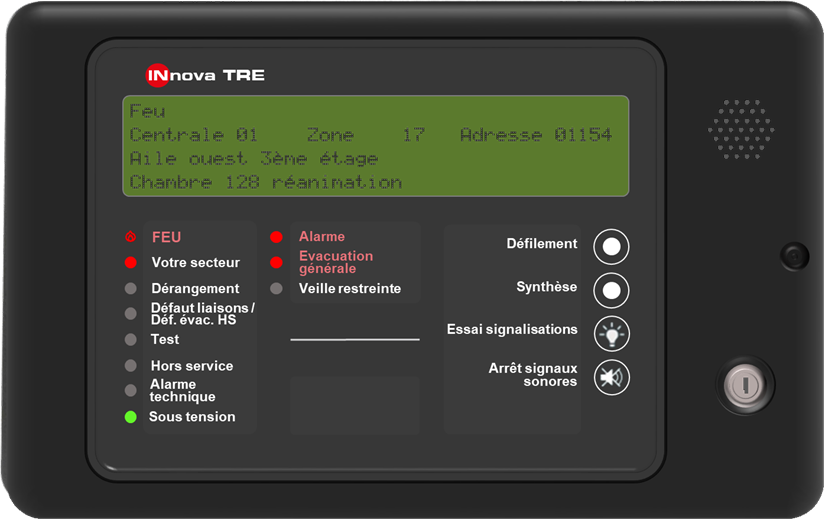 INnova TRE
Feu
Centrale 01 Zone 17 Adresse 01154
Aile ouest 3ème étage
Chambre 128 réanimation
FEU
Votre secteur
Dérangement
Défaut liaisons /
Déf. évac. HS
Test
Hors service
Alarme
technique
Sous tension
Alarme
Evacuation
générale
Veille restreinte
Défilement
Synthèse
Essai signalisations
Arrêt signaux
sonores